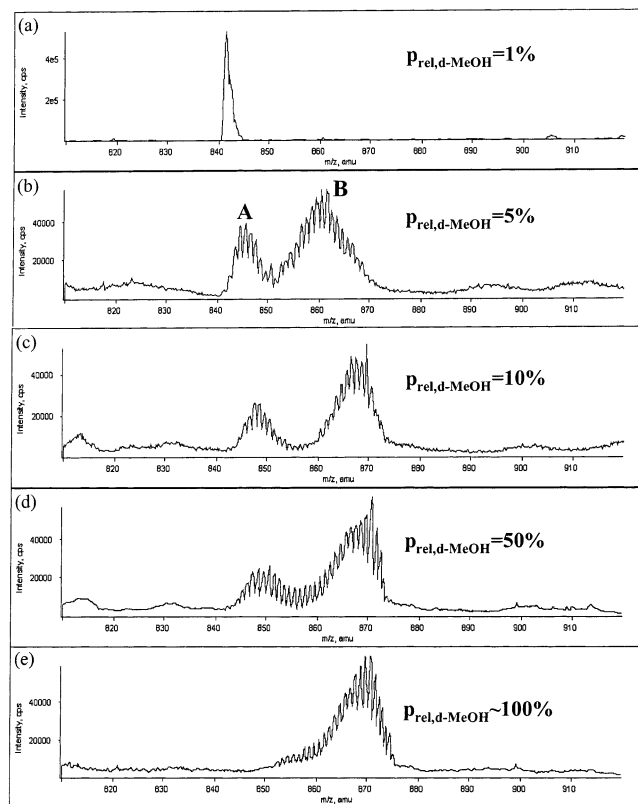 (a)
p_rel,d-MeOH=1%
Intensity, cps
4e5
2e5
820 830 840 850 860 870 880 890 900 910
m/z, amu
(b)
A
B
p_rel,d-MeOH=5%
Intensity, cps
40000
20000
820 830 840 850 860 870 880 890 900 910
m/z, amu
(c)
p_rel,d-MeOH=10%
Intensity, cps
40000
20000
820 830 840 850 860 870 880 890 900 910
m/z, amu
(d)
p_rel,d-MeOH=50%
Intensity, cps
40000
20000
820 830 840 850 860 870 880 890 900 910
m/z, amu
(e)
p_rel,d-MeOH~100%
Intensity, cps
40000
20000
820 830 840 850 860 870 880 890 900 910
m/z, amu